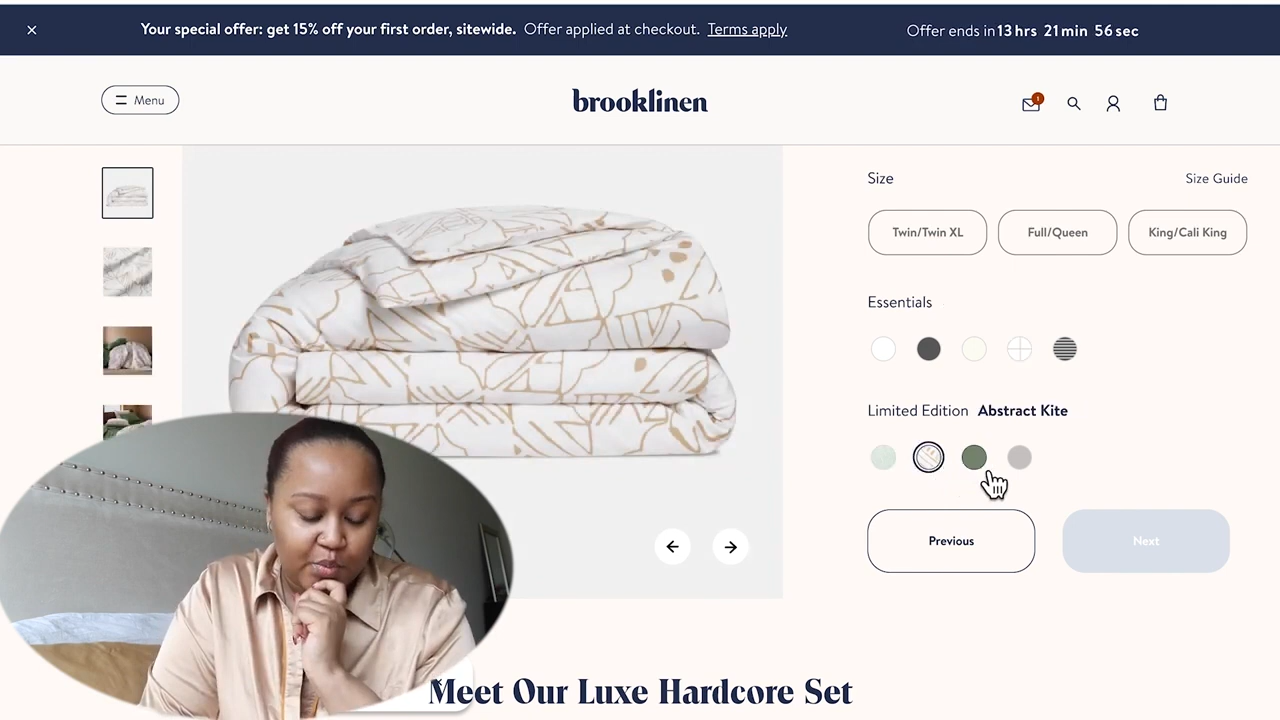 Your special offer: get 15% off your first order, sitewide. Offer applied at checkout. Terms apply
Offer ends in 13 hrs 21 min 56 sec
Menu
brooklinen
1
Size
Size Guide
Twin/Twin XL
Full/Queen
King/Cali King
Essentials
Limited Edition Abstract Kite
Previous
Next
Meet Our Luxe Hardcore Set